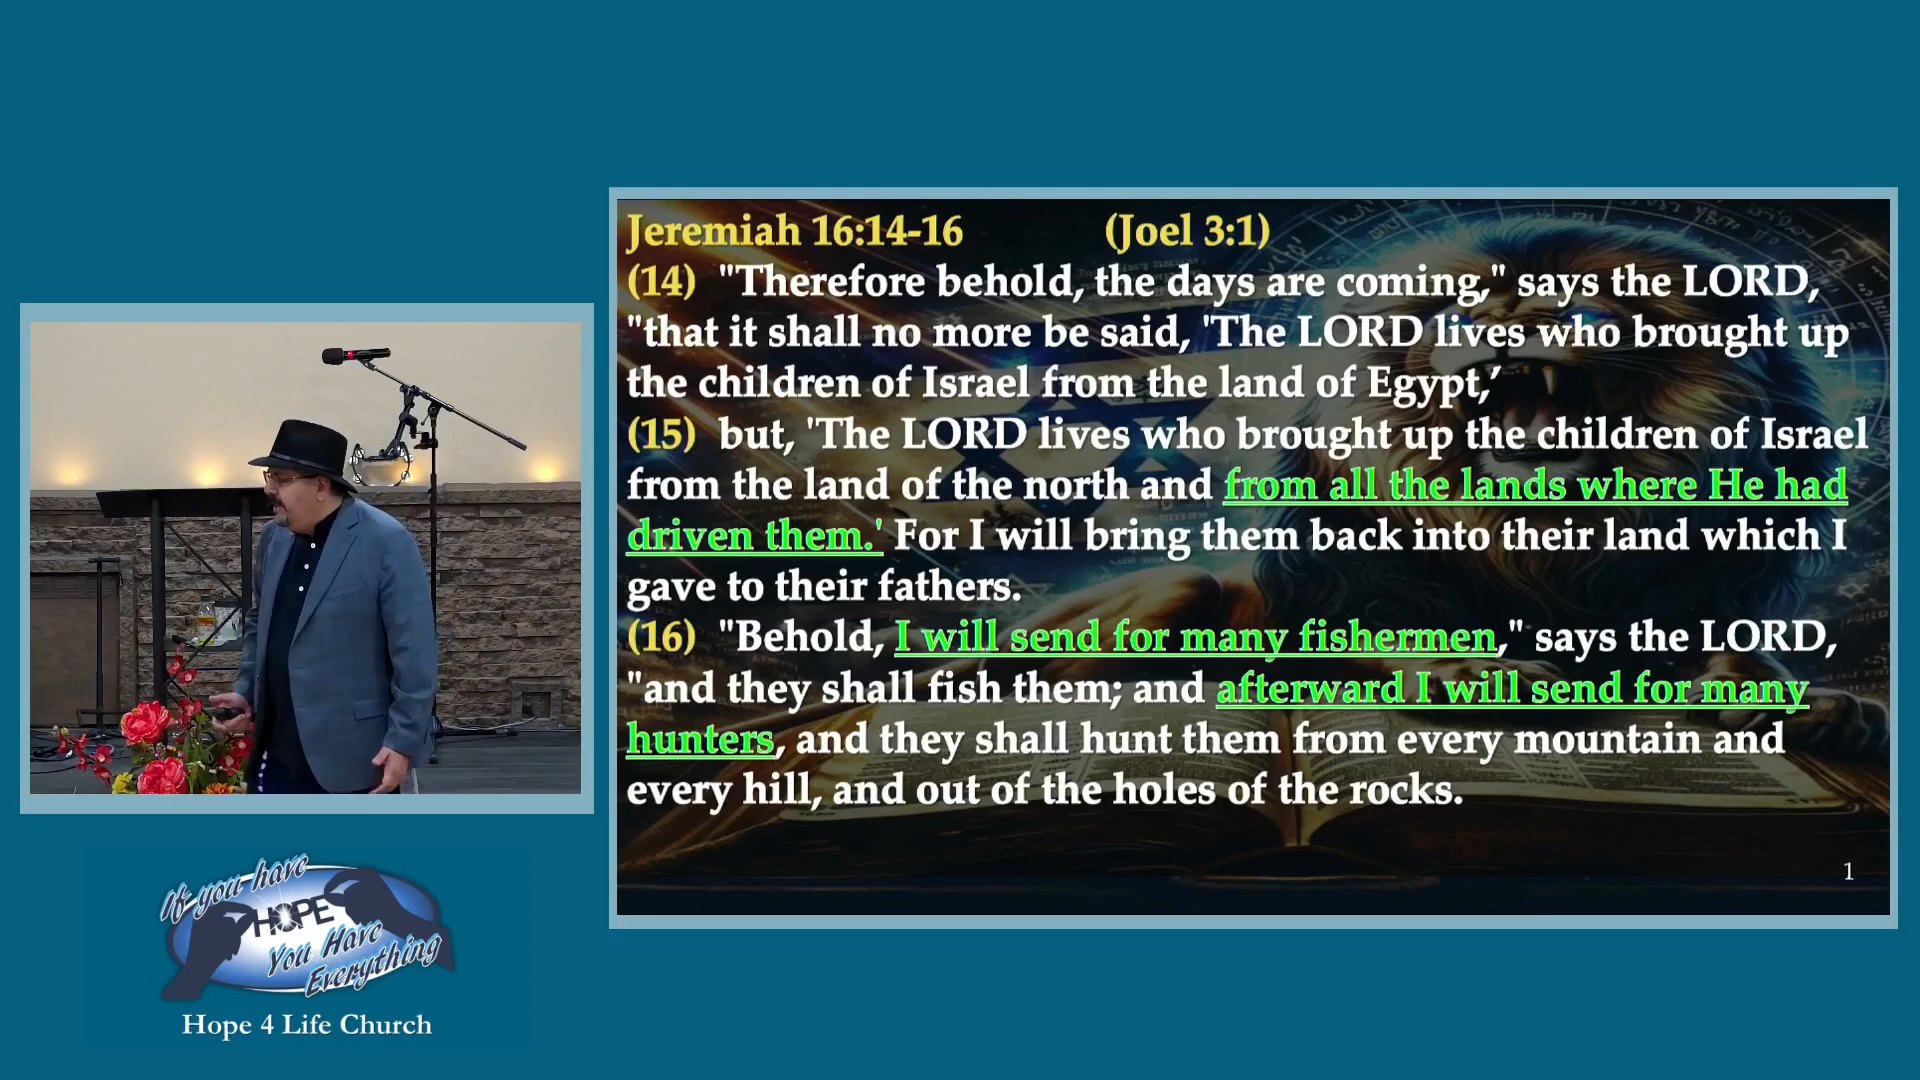 Jeremiah 16:14-16 (Joel 3:1)
(14) "Therefore behold, the days are coming," says the LORD,
"that it shall no more be said, 'The LORD lives who brought up
the children of Israel from the land of Egypt,'
(15) but, 'The LORD lives who brought up the children of Israel
from the land of the north and from all the lands where He had
driven them.' For I will bring them back into their land which I
gave to their fathers.
(16) "Behold, I will send for many fishermen," says the LORD,
"and they shall fish them; and afterward I will send for many
hunters, and they shall hunt them from every mountain and
every hill, and out of the holes of the rocks.
1
If you have
HOPE
You Have
Everything
Hope 4 Life Church